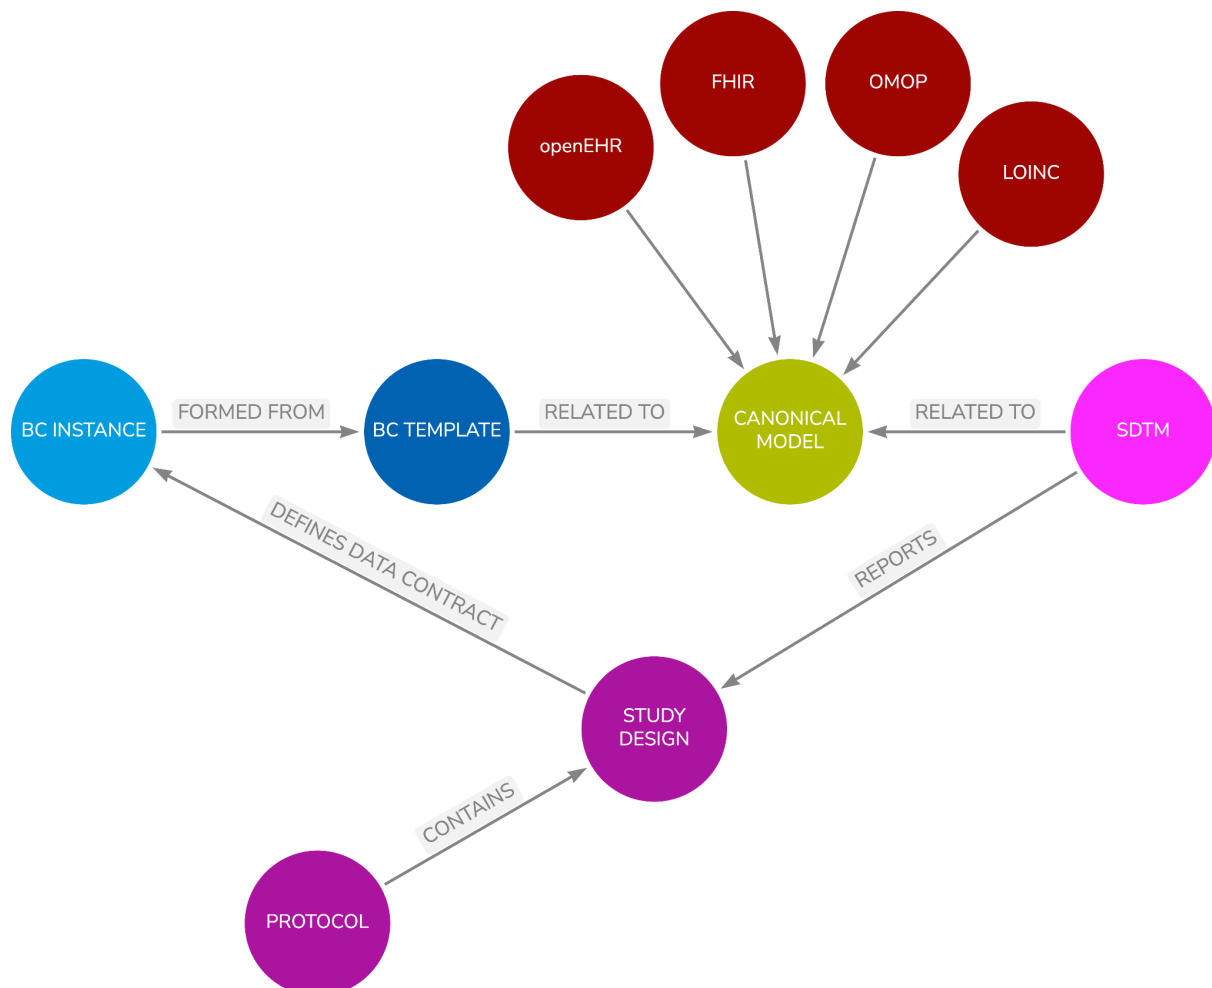 FHIR
OMOP
openEHR
LOINC
BC INSTANCE
FORMED FROM
BC TEMPLATE
RELATED TO
CANONICAL
MODEL
RELATED TO
SDTM
DEFINES DATA CONTRACT
REPORTS
STUDY
DESIGN
CONTAINS
PROTOCOL